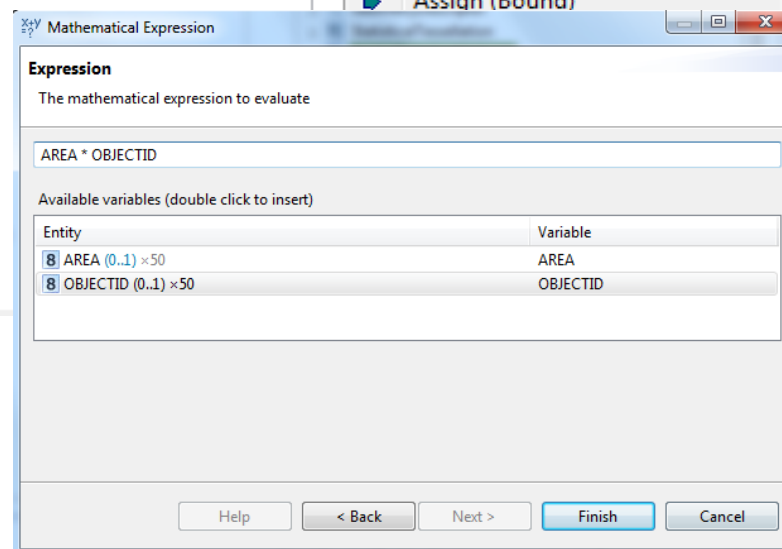 Assign (Bound)
Mathematical Expression
Expression
The mathematical expression to evaluate
AREA * OBJECTID
Available variables (double click to insert)
Entity Variable
8 AREA (0..1) ×50 AREA
8 OBJECTID (0..1) ×50 OBJECTID
Help < Back Next > Finish Cancel